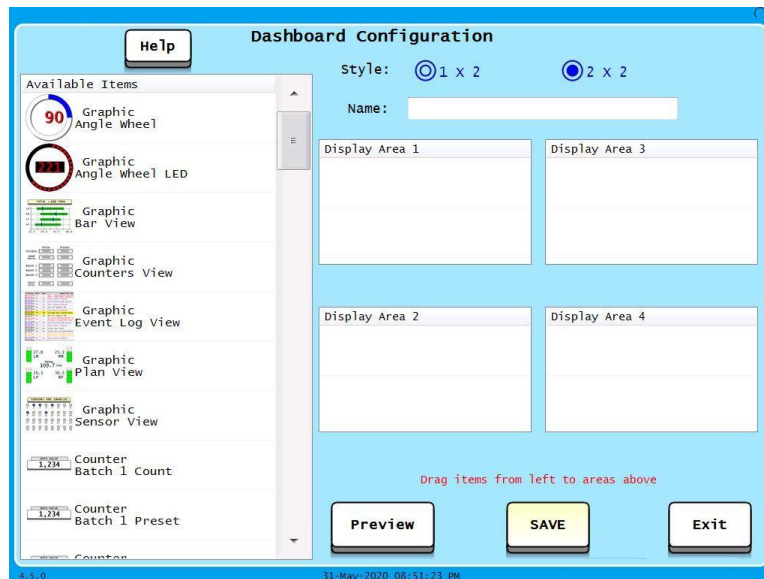 Help
Dashboard Configuration
Style:
1 X 2
2 x 2
Name:
Available Items
90
Graphic
Angle Wheel
221
Graphic
Angle Wheel LED
Graphic
Bar View
Graphic
Counters View
Graphic
Event Log View
Graphic
Plan View
Graphic
Sensor View
1,234
Counter
Batch 1 Count
1,234
Counter
Batch 1 Preset
Counter
Display Area 1
Display Area 3
Display Area 2
Display Area 4
Drag items from left to areas above
Preview
SAVE
Exit
4.5.0
31-May-2020 08:51:23 PM